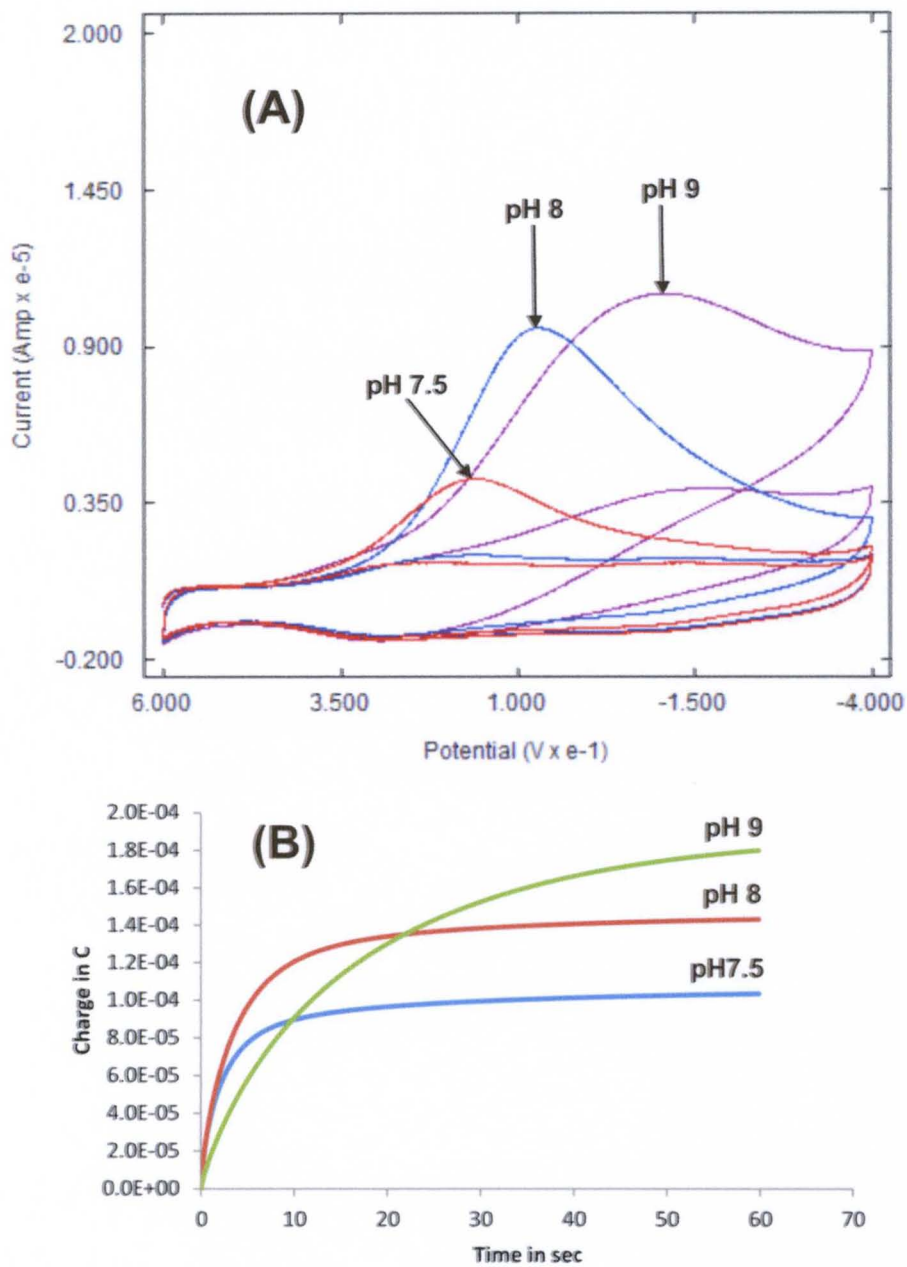 2.000
(A)
1.450
pH 9
pH 8
0.900
pH 7.5
0.350
-0.200
6.000 3.500 1.000 -1.500 -4.000
Current (Amp x e-5)
Potential (V x e-1)
2.0E-04
(B)
pH 9
1.8E-04
1.6E-04
pH 8
1.4E-04
1.2E-04
pH7.5
1.0E-04
8.0E-05
6.0E-05
4.0E-05
2.0E-05
0.0E+00
Charge in C
0 10 20 30 40 50 60 70
Time in sec